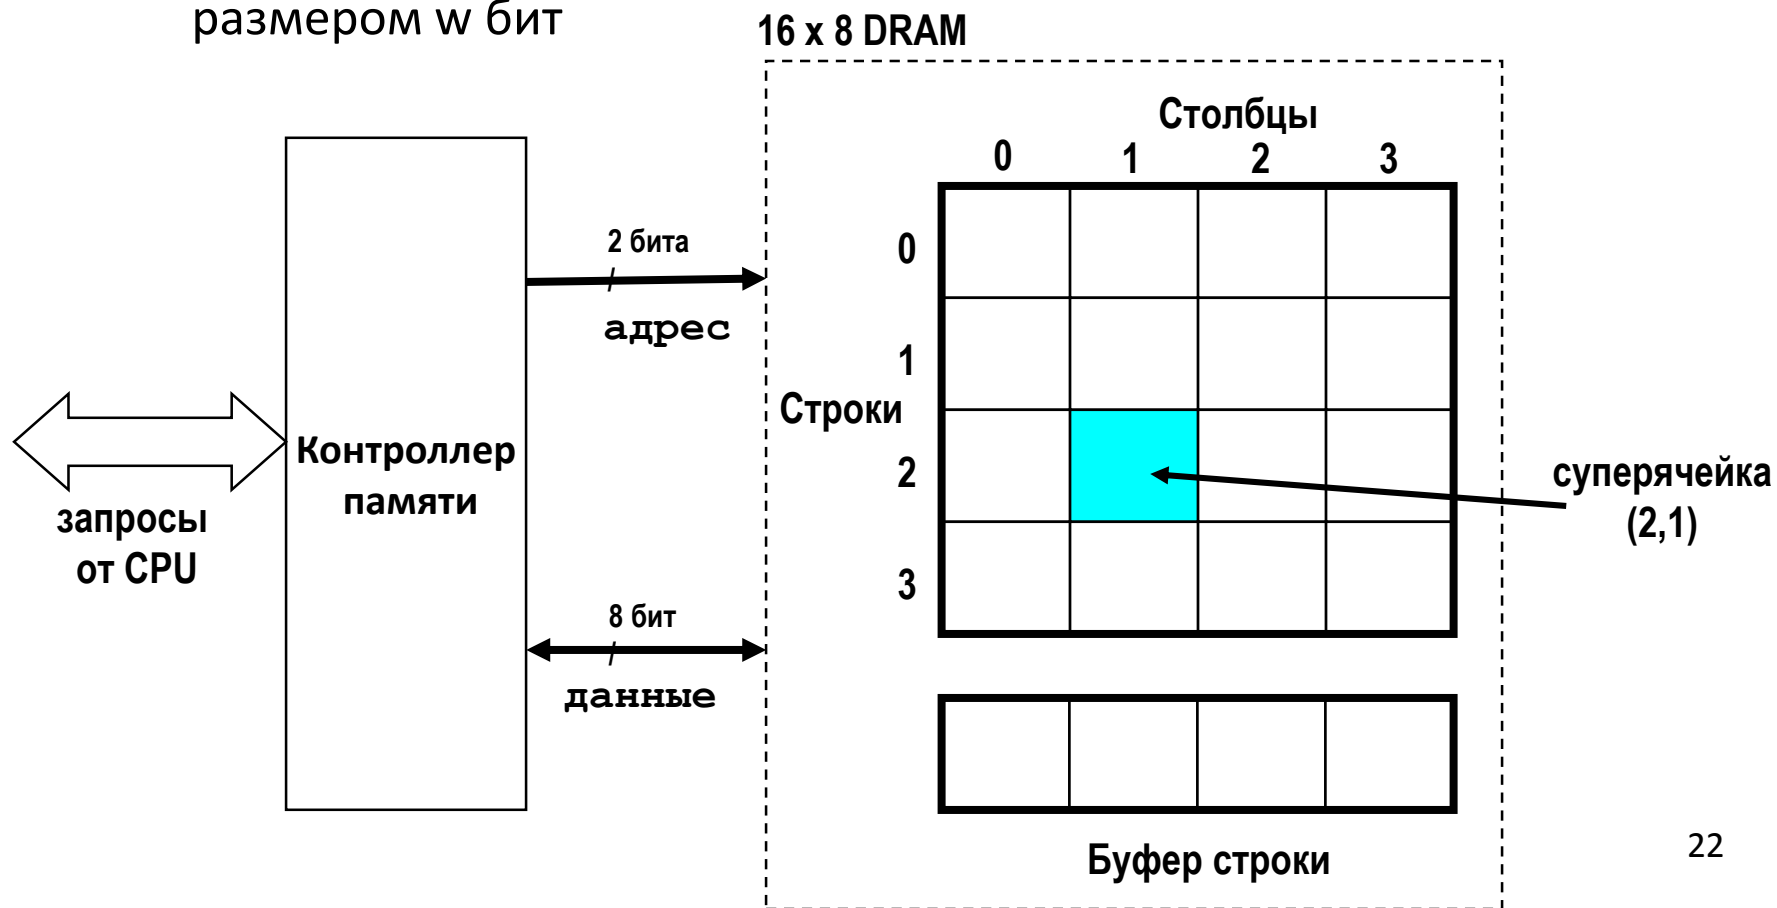 размером w бит
16 x 8 DRAM
Столбцы
0 1 2 3
2 бита
адрес
0
1
Строки
2
3
Контроллер
памяти
запросы
от CPU
суперячейка
(2,1)
8 бит
данные
Буфер строки
22